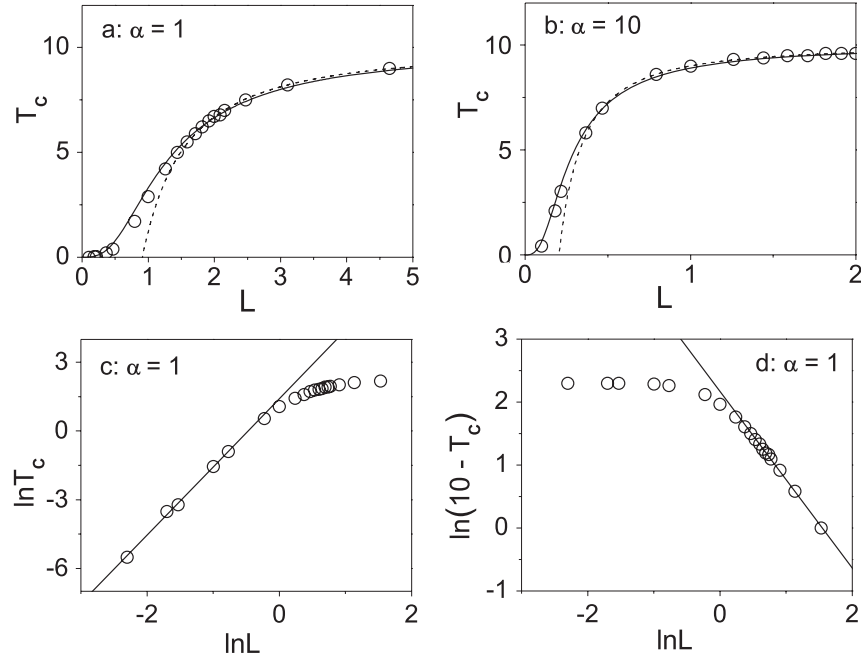 a: α = 1
10
5
0
T_c
0 1 2 3 4 5
L
b: α = 10
10
5
0
T_c
0 1 2
L
c: α = 1
3
0
-3
-6
lnT_c
-2 0 2
lnL
d: α = 1
3
2
1
0
-1
ln(10 - T_c)
-2 0 2
lnL